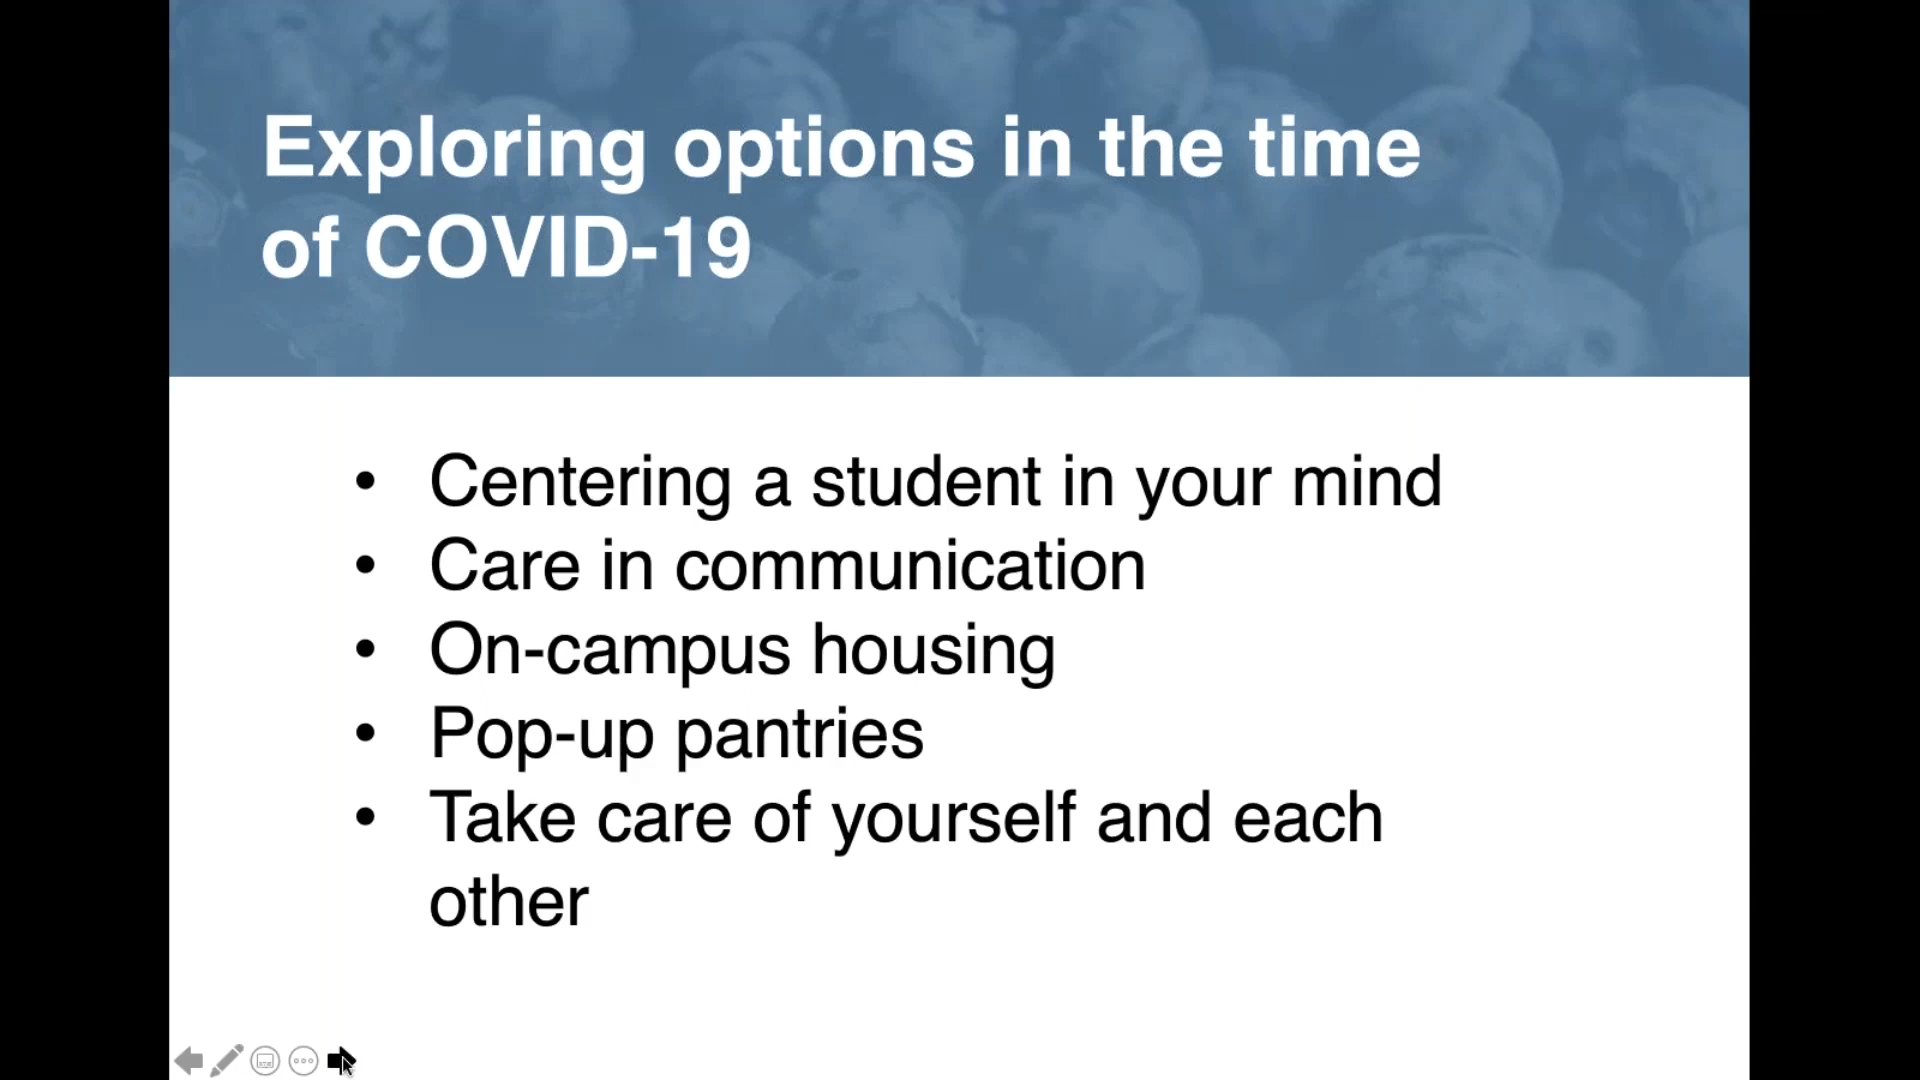 Exploring options in the time
of COVID-19
• Centering a student in your mind
• Care in communication
• On-campus housing
• Pop-up pantries
• Take care of yourself and each
other